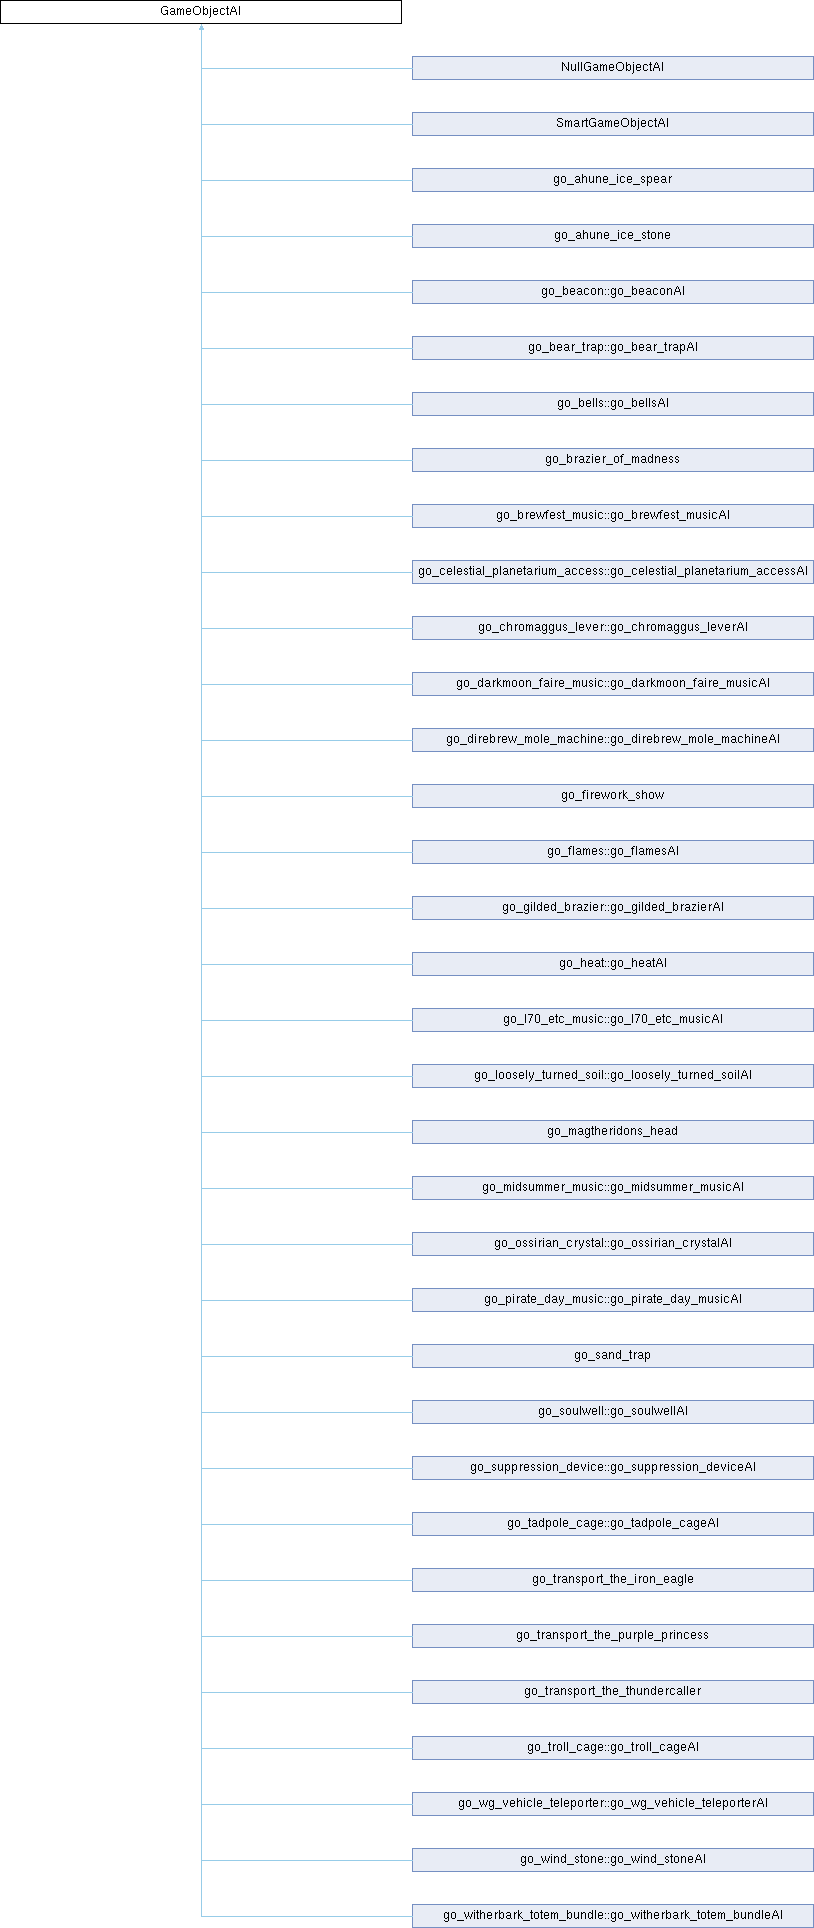 GameObjectAI
NullGameObjectAI
SmartGameObjectAI
go_ahune_ice_spear
go_ahune_ice_stone
go_beacon::go_beaconAI
go_bear_trap::go_bear_trapAI
go_bells::go_bellsAI
go_brazier_of_madness
go_brewfest_music::go_brewfest_musicAI
go_celestial_planetarium_access::go_celestial_planetarium_accessAI
go_chromaggus_lever::go_chromaggus_leverAI
go_darkmoon_faire_music::go_darkmoon_faire_musicAI
go_direbrew_mole_machine::go_direbrew_mole_machineAI
go_firework_show
go_flames::go_flamesAI
go_gilded_brazier::go_gilded_brazierAI
go_heat::go_heatAI
go_l70_etc_music::go_l70_etc_musicAI
go_loosely_turned_soil::go_loosely_turned_soilAI
go_magtheridons_head
go_midsummer_music::go_midsummer_musicAI
go_ossirian_crystal::go_ossirian_crystalAI
go_pirate_day_music::go_pirate_day_musicAI
go_sand_trap
go_soulwell::go_soulwellAI
go_suppression_device::go_suppression_deviceAI
go_tadpole_cage::go_tadpole_cageAI
go_transport_the_iron_eagle
go_transport_the_purple_princess
go_transport_the_thundercaller
go_troll_cage::go_troll_cageAI
go_wg_vehicle_teleporter::go_wg_vehicle_teleporterAI
go_wind_stone::go_wind_stoneAI
go_witherbark_totem_bundle::go_witherbark_totem_bundleAI